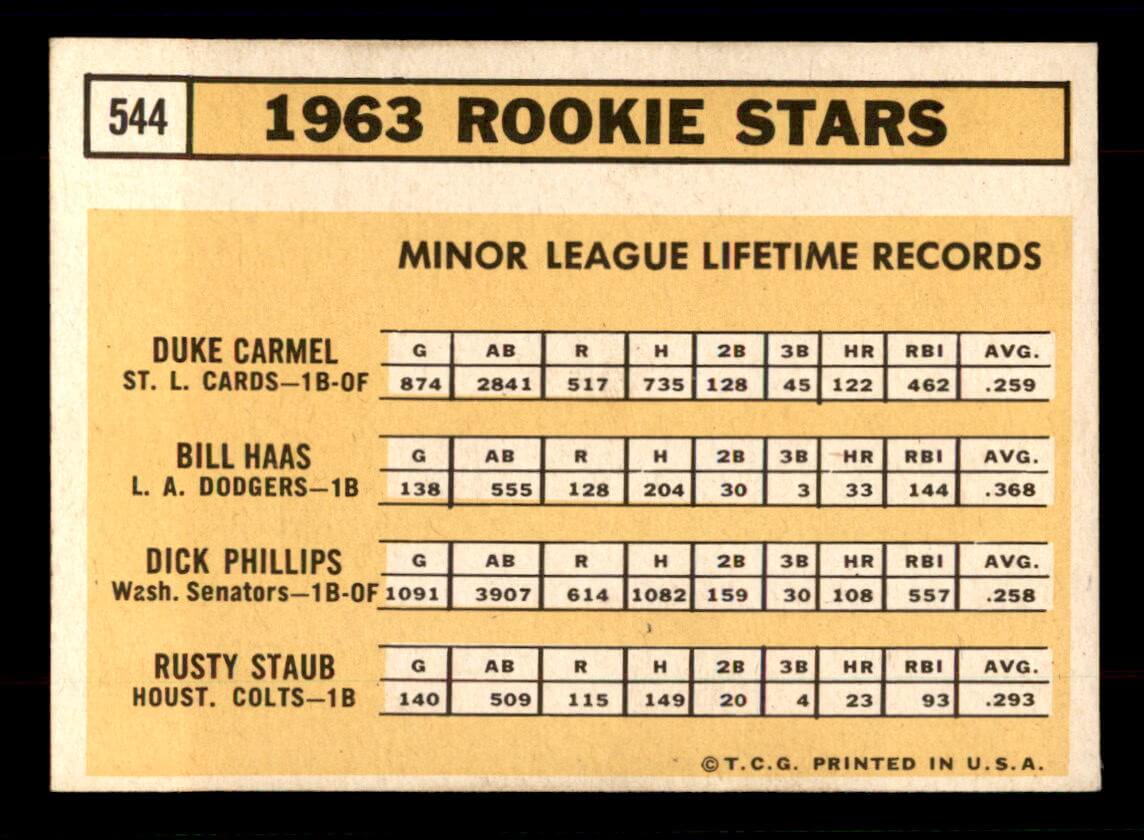 544 1963 ROOKIE STARS
MINOR LEAGUE LIFETIME RECORDS
DUKE CARMEL G AB R H 2B 3B HR RBI AVG.
ST. L. CARDS—1B-OF 874 2841 517 735 128 45 122 462 .259
BILL HAAS G AB R H 2B 3B HR RBI AVG.
L. A. DODGERS—1B 138 555 128 204 30 3 33 144 .368
DICK PHILLIPS G AB R H 2B 3B HR RBI AVG.
Wash. Senators—1B-OF 1091 3907 614 1082 159 30 108 557 .258
RUSTY STAUB G AB R H 2B 3B HR RBI AVG.
HOUST. COLTS—1B 140 509 115 149 20 4 23 93 .293
© T.C.G. PRINTED IN U.S.A.